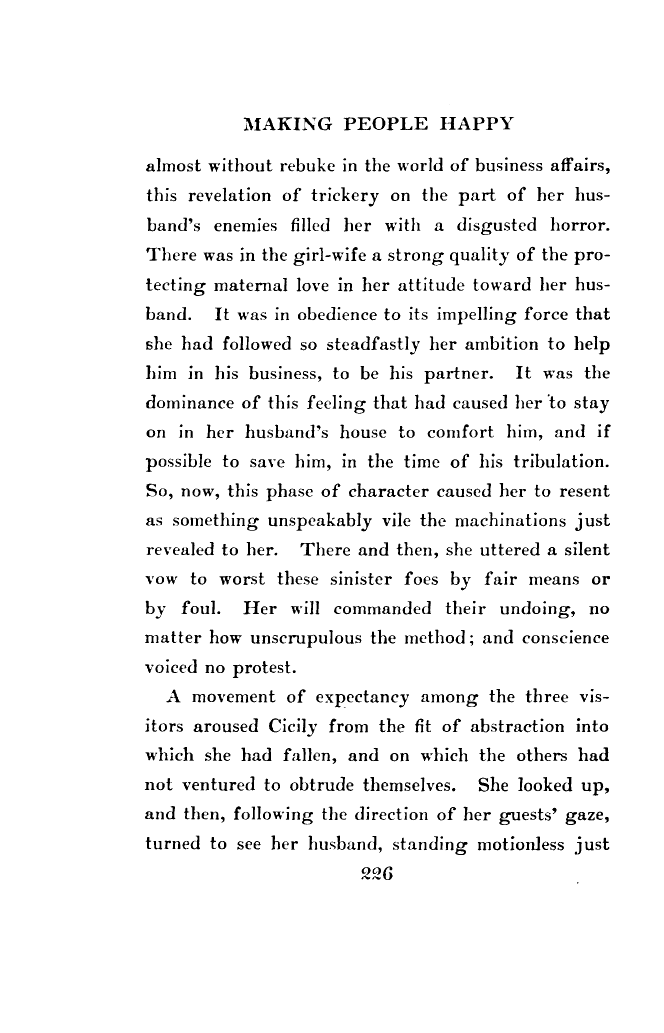 MAKING PEOPLE HAPPY
almost without rebuke in the world of business affairs,
this revelation of trickery on the part of her hus-
band's enemies filled her with a disgusted horror.
There was in the girl-wife a strong quality of the pro-
tecting maternal love in her attitude toward her hus-
band. It was in obedience to its impelling force that
she had followed so steadfastly her ambition to help
him in his business, to be his partner. It was the
dominance of this feeling that had caused her to stay
on in her husband's house to comfort him, and if
possible to save him, in the time of his tribulation.
So, now, this phase of character caused her to resent
as something unspeakably vile the machinations just
revealed to her. There and then, she uttered a silent
vow to worst these sinister foes by fair means or
by foul. Her will commanded their undoing, no
matter how unscrupulous the method; and conscience
voiced no protest.
A movement of expectancy among the three vis-
itors aroused Cicily from the fit of abstraction into
which she had fallen, and on which the others had
not ventured to obtrude themselves. She looked up,
and then, following the direction of her guests' gaze,
turned to see her husband, standing motionless just
226